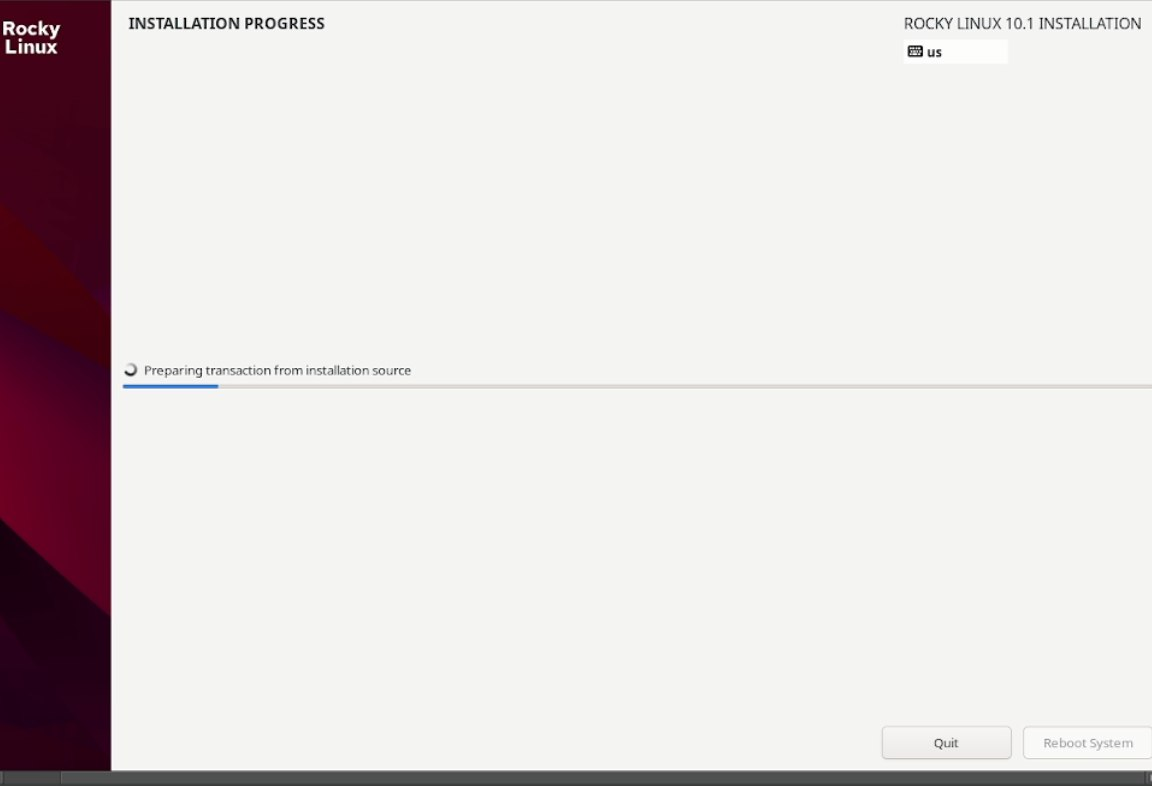 Rocky
Linux
INSTALLATION PROGRESS
ROCKY LINUX 10.1 INSTALLATION
us
Preparing transaction from installation source
Quit
Reboot System